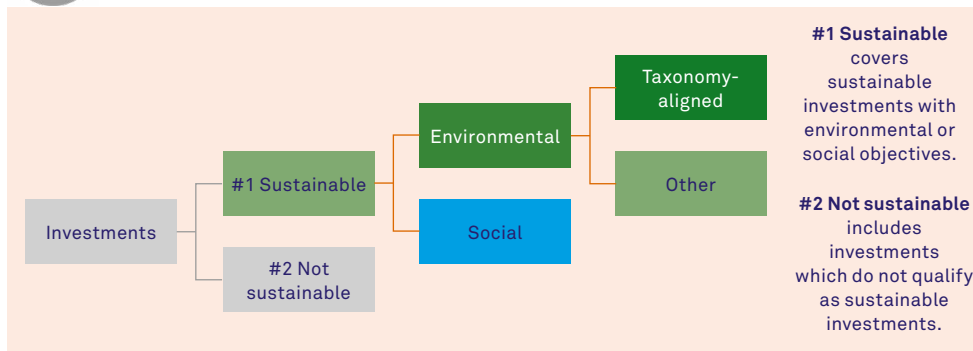 Investments
#1 Sustainable
#2 Not
sustainable
Environmental
Social
Taxonomy-
aligned
Other
#1 Sustainable
covers
sustainable
investments with
environmental or
social objectives.
#2 Not sustainable
includes
investments
which do not qualify
as sustainable
investments.